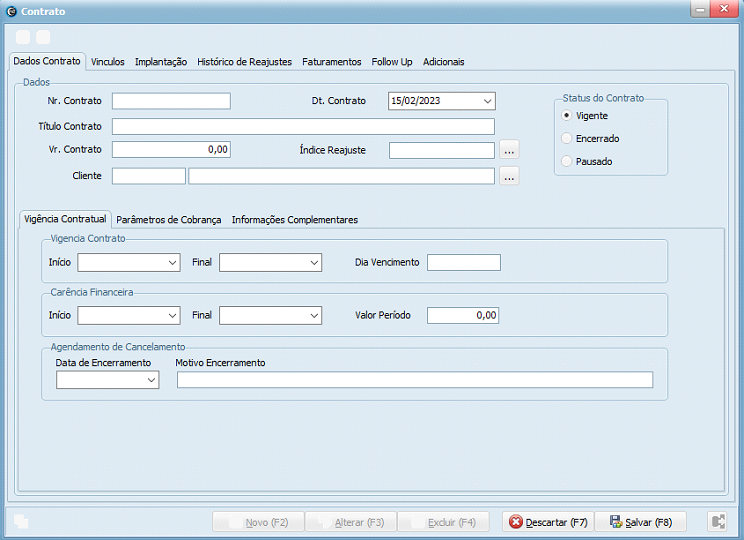 Contrato
Dados Contrato Vinculos Implantação Histórico de Reajustes Faturamentos Follow Up Adicionais
Dados
Nr. Contrato Dt. Contrato 15/02/2023
Status do Contrato
Vigente
Título Contrato
Encerrado
Vr. Contrato 0,00 Índice Reajuste ...
Pausado
Cliente ...
Vigência Contratual Parâmetros de Cobrança Informações Complementares
Vigencia Contrato
Início Final Dia Vencimento
Carência Financeira
Início Final Valor Período 0,00
Agendamento de Cancelamento
Data de Encerramento Motivo Encerramento
Novo (F2) Alterar (F3) Excluir (F4) Descartar (F7) Salvar (F8)